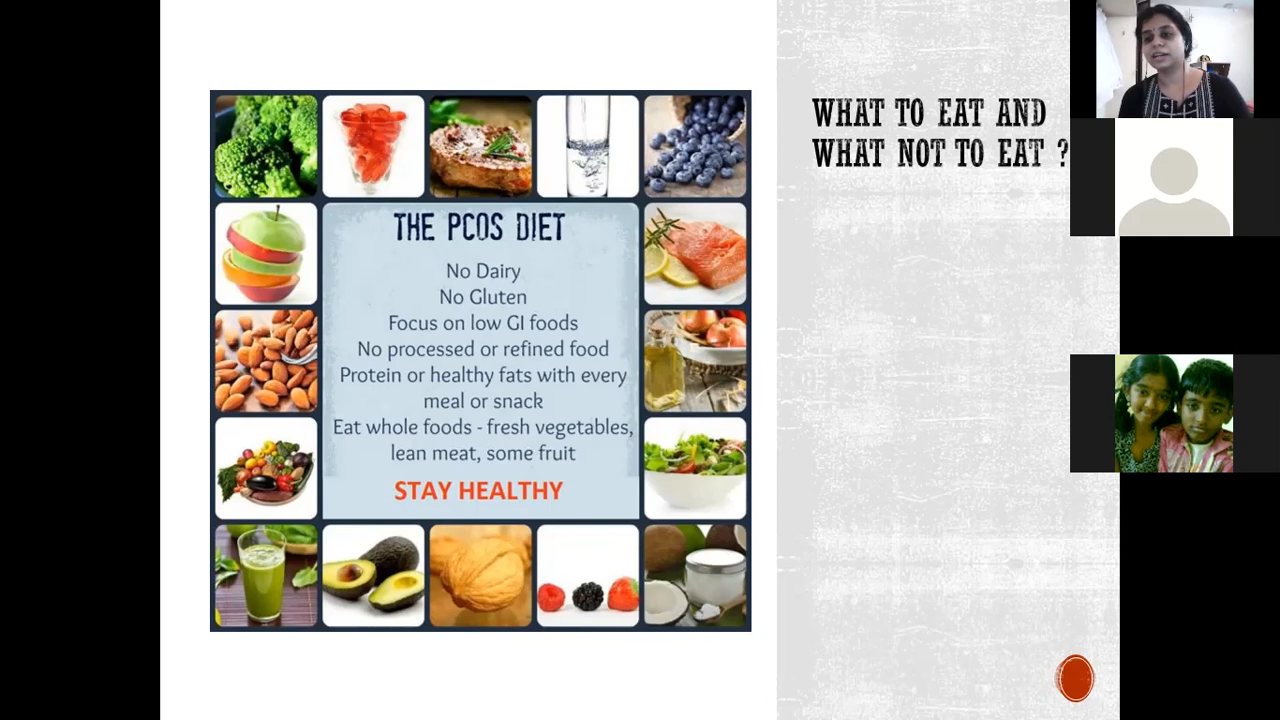 WHAT TO EAT AND
WHAT NOT TO EAT ?
THE PCOS DIET
No Dairy
No Gluten
Focus on low GI foods
No processed or refined food
Protein or healthy fats with every
meal or snack
Eat whole foods - fresh vegetables,
lean meat, some fruit
STAY HEALTHY